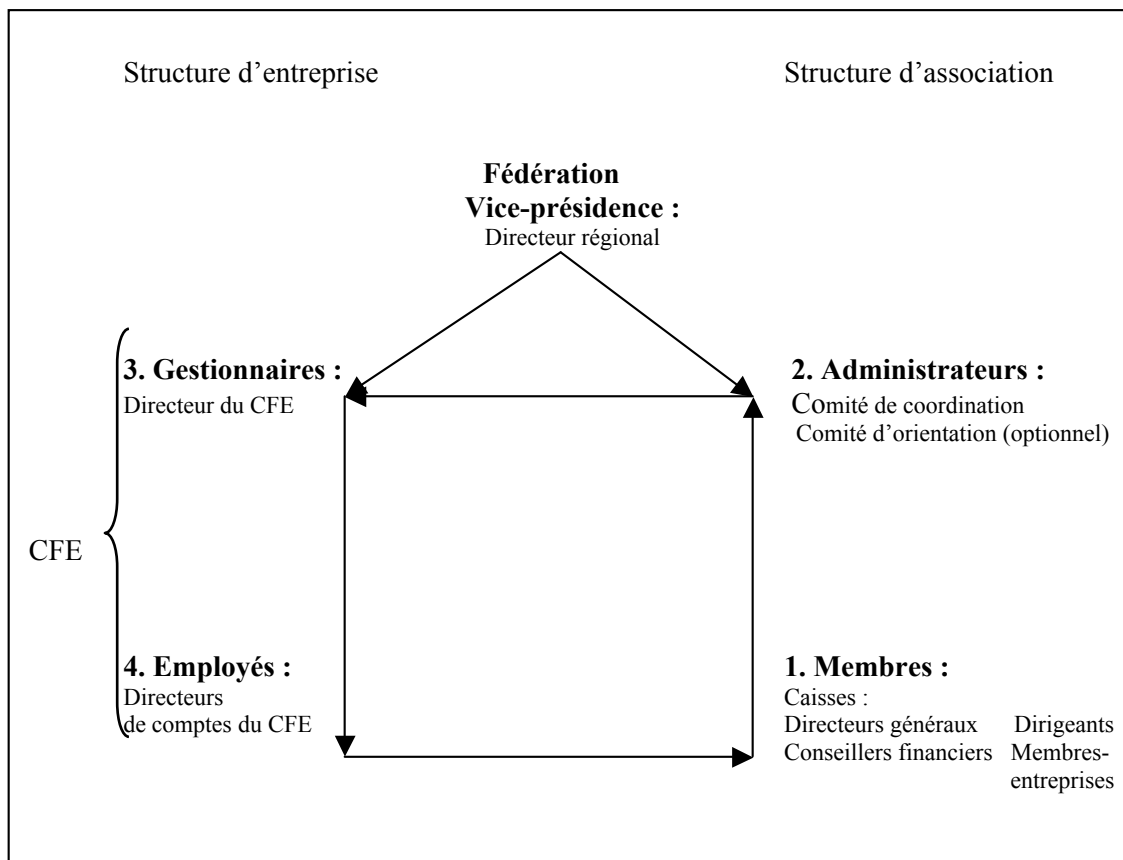 Structure d’entreprise
Structure d’association
Fédération
Vice-présidence :
Directeur régional
3. Gestionnaires :
Directeur du CFE
2. Administrateurs :
Comité de coordination
Comité d’orientation (optionnel)
CFE
4. Employés :
Directeurs
de comptes du CFE
1. Membres :
Caisses :
Directeurs généraux Dirigeants
Conseillers financiers Membres-
entreprises